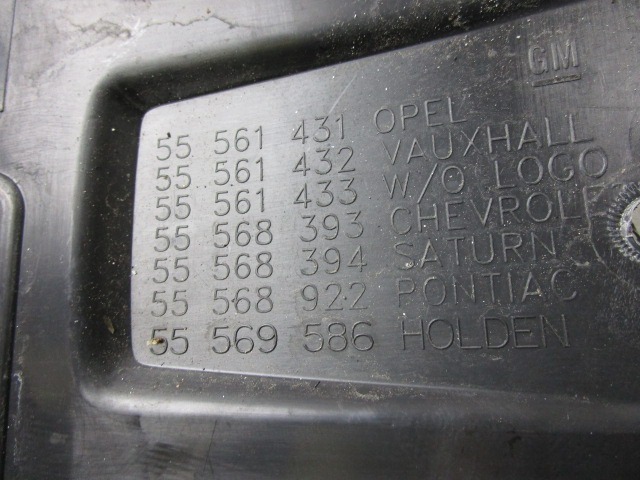 GM
55 561 431 OPEL
55 561 432 VAUXHALL
55 561 433 W/O LOGO
55 568 393 CHEVROLE
55 568 394 SATURN
55 568 922 PONTIAC
55 569 586 HOLDEN